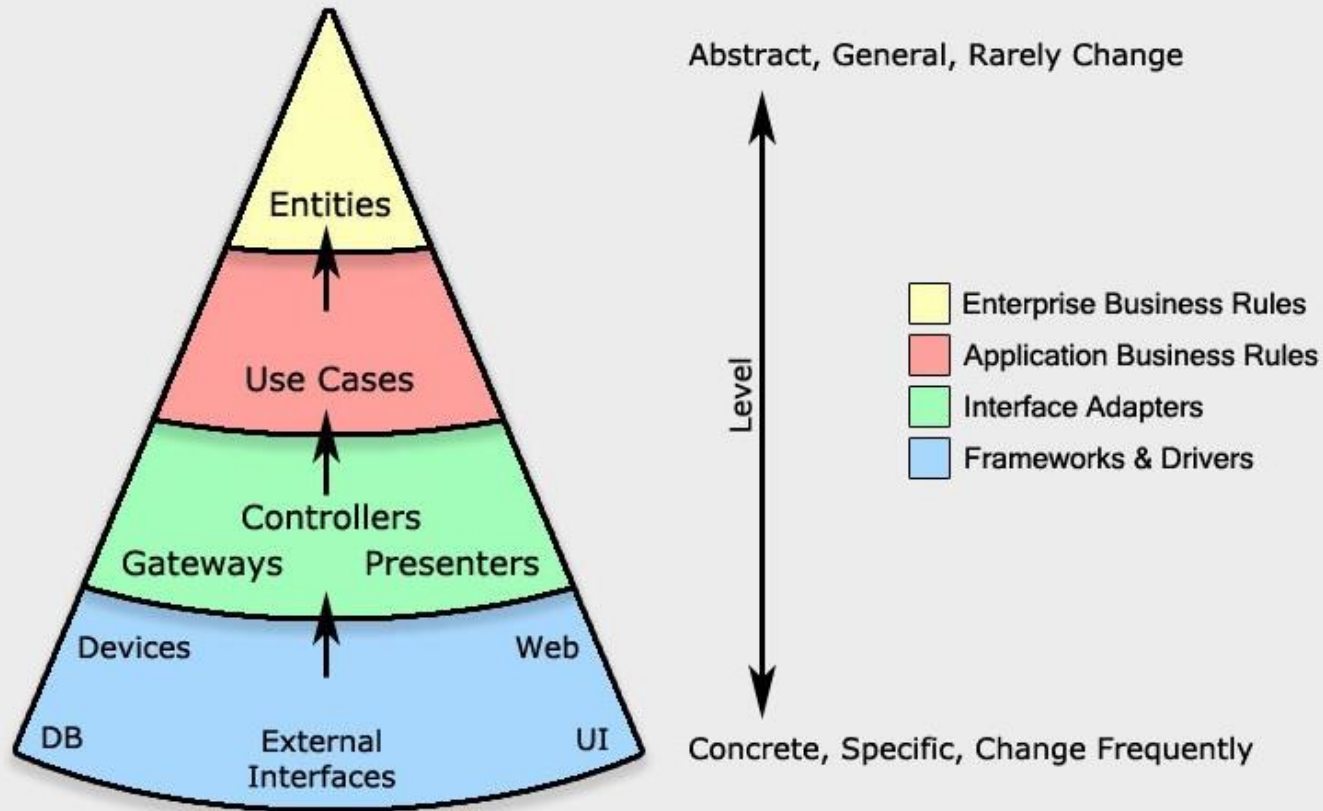 Abstract, General, Rarely Change
Entities
Use Cases
Controllers
Gateways Presenters
Devices Web
DB External Interfaces UI
Level
Enterprise Business Rules
Application Business Rules
Interface Adapters
Frameworks & Drivers
Concrete, Specific, Change Frequently